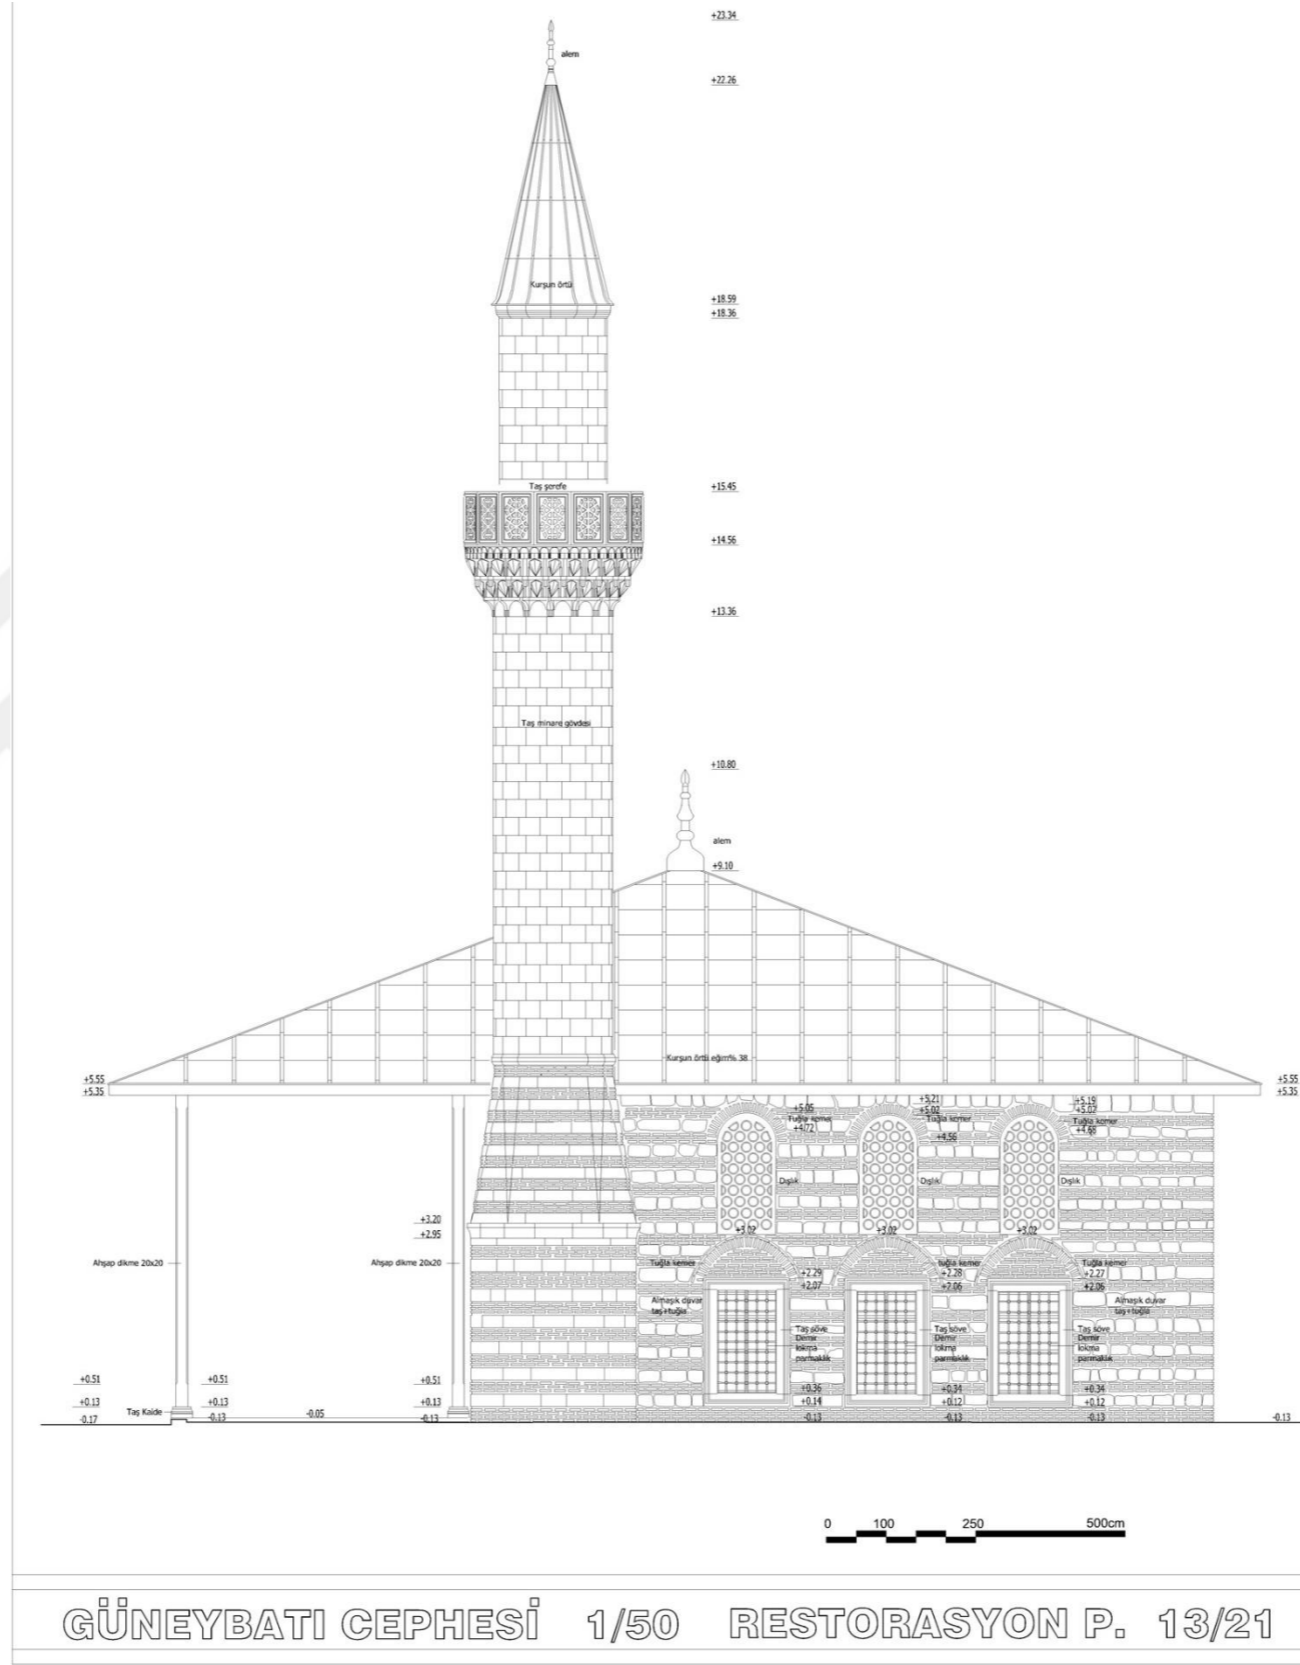 +23.34
alem
+22.26
Kurşun örtü
+18.59
+18.36
Taş şerefe
+15.45
+14.56
+13.36
Taş minare gövdesi
+10.80
alem
+9.10
Kurşun örtü eğim% 38
+5.55
+5.35
+5.55
+5.35
+5.05
+5.21
+5.02
+5.19
+5.02
Tuğla kemer
+4.72
Tuğla kemer
+4.56
Tuğla kemer
+4.68
Dışlık
Dışlık
Dışlık
+3.20
+2.95
+3.02
+3.02
+3.02
Ahşap dikme 20x20
Ahşap dikme 20x20
Tuğla kemer
tuğla kemer
Tuğla kemer
+2.29
+2.07
+2.28
+2.06
+2.27
+2.06
Almaşık duvar
taş+tuğla
Almaşık duvar
taş+tuğla
Taş söve
Demir
lokma
parmaklık
Taş söve
Demir
lokma
parmaklık
Taş söve
Demir
lokma
parmaklık
+0.51
+0.51
+0.51
+0.36
+0.34
+0.34
+0.13
+0.13
+0.13
+0.14
+0.12
+0.12
Taş Kaide
-0.17
-0.13
-0.05
-0.13
-0.13
-0.13
-0.13
-0.13
0 100 250 500cm
GÜNEYBATI CEPHESİ 1/50 RESTORASYON P. 13/21